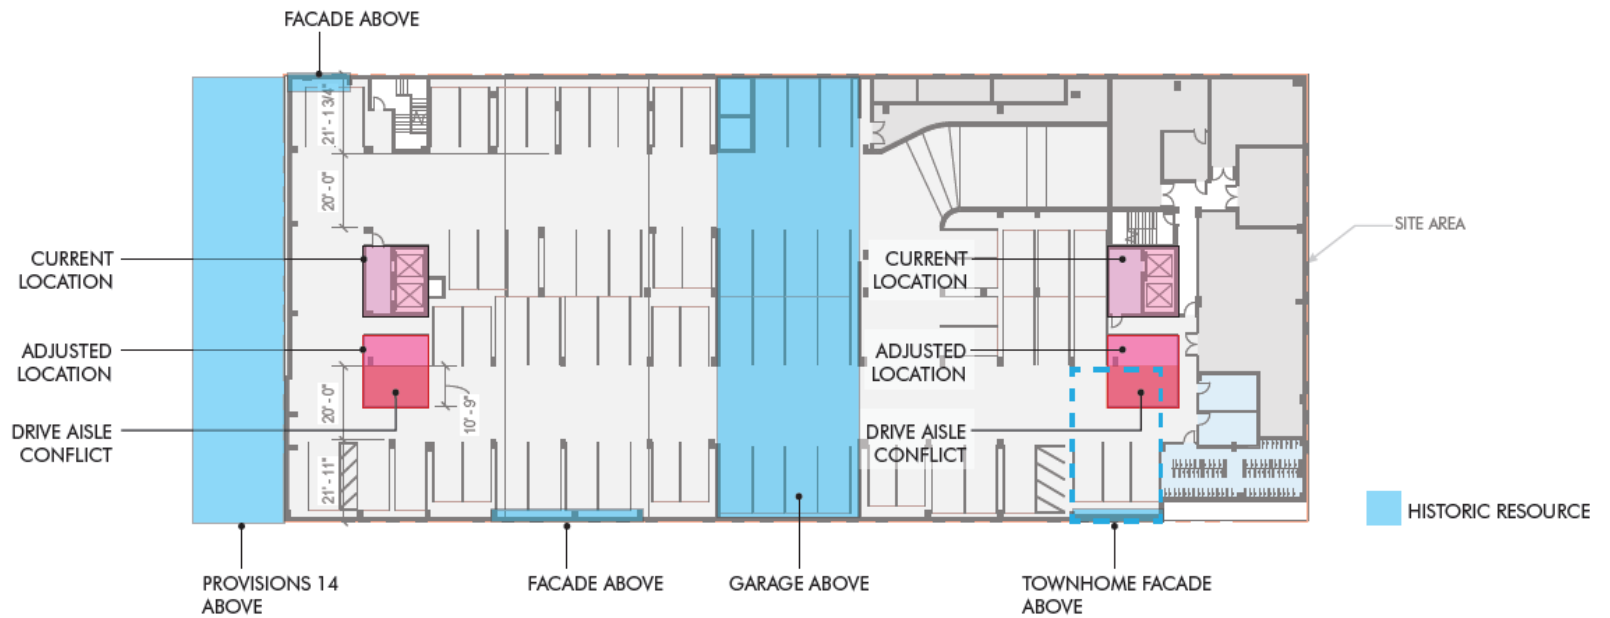 FACADE ABOVE
21' - 1 3/4"
20' - 0"
CURRENT
LOCATION
CURRENT
LOCATION
SITE AREA
ADJUSTED
LOCATION
ADJUSTED
LOCATION
20' - 0"
10' - 9"
DRIVE AISLE
CONFLICT
DRIVE AISLE
CONFLICT
21' - 11"
HISTORIC RESOURCE
PROVISIONS 14
ABOVE
FACADE ABOVE
GARAGE ABOVE
TOWNHOME FACADE
ABOVE